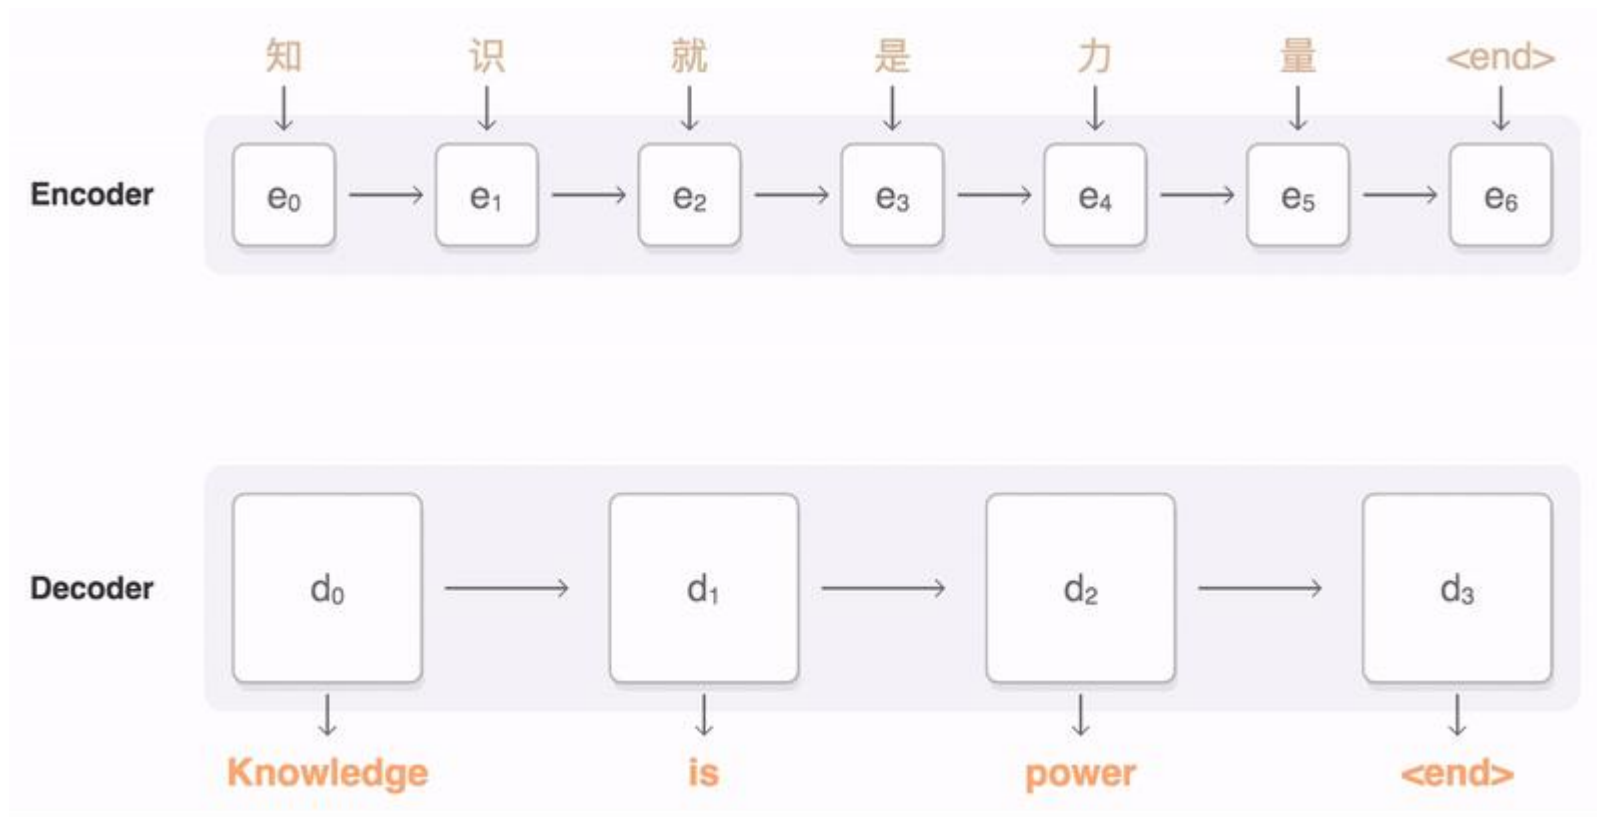 知 识 就 是 力 量 <end>
Encoder e₀ e₁ e₂ e₃ e₄ e₅ e₆
Decoder d₀ d₁ d₂ d₃
Knowledge is power <end>